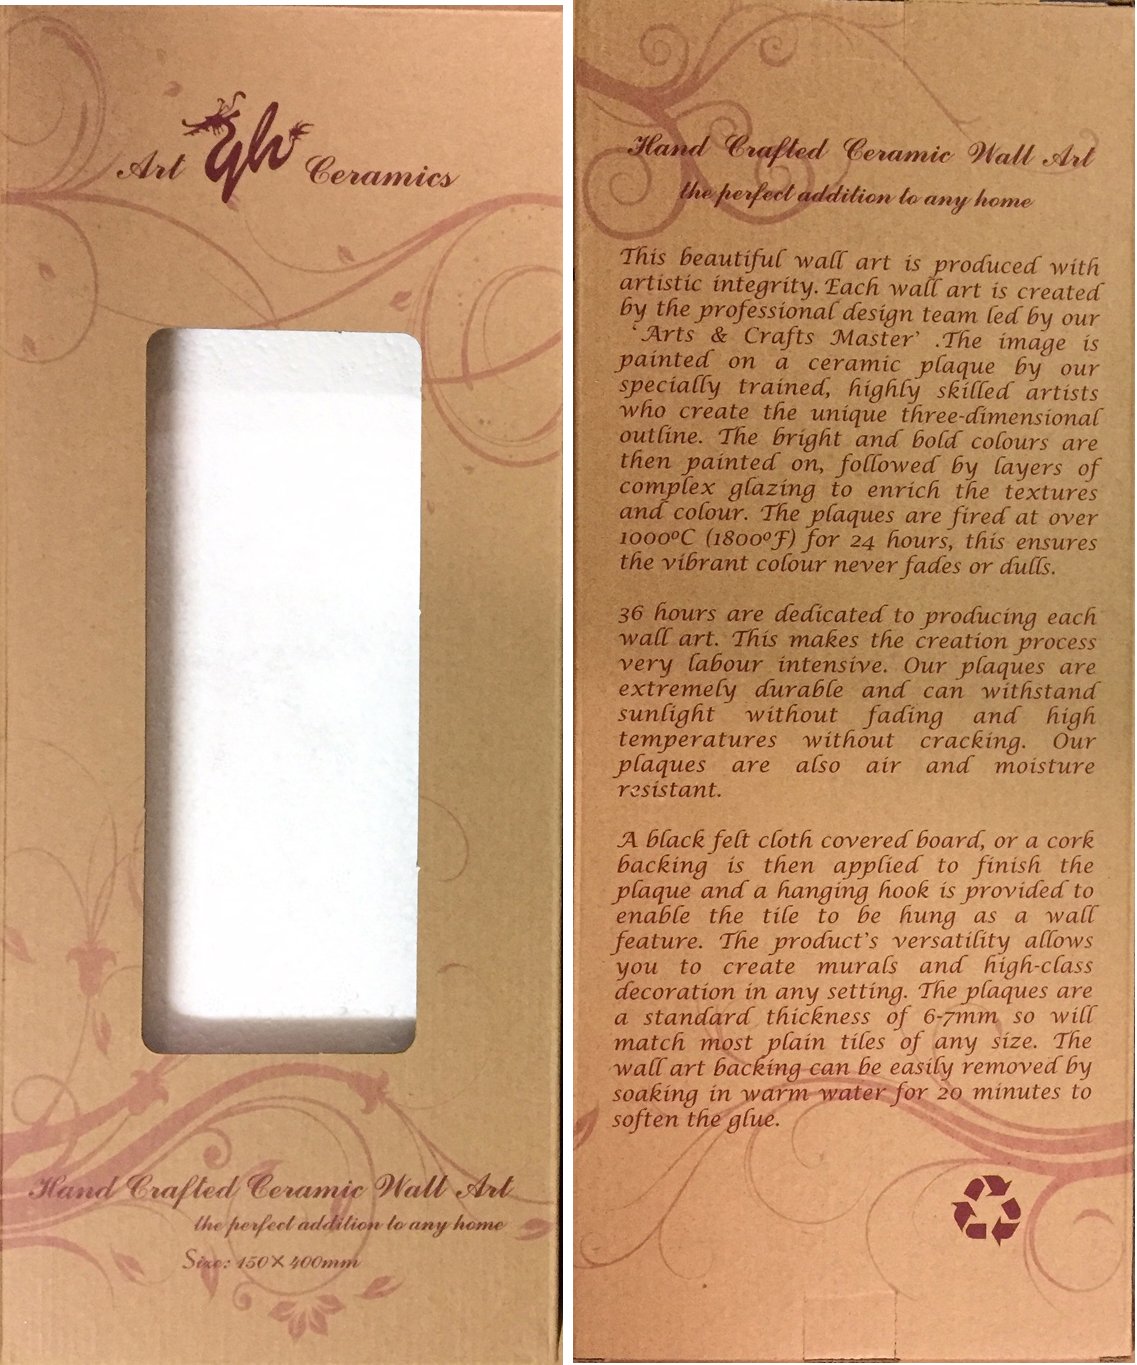 Art yh Ceramics
Hand Crafted Ceramic Wall Art
the perfect addition to any home
Size: 150×400mm
Hand Crafted Ceramic Wall Art
the perfect addition to any home
This beautiful wall art is produced with
artistic integrity. Each wall art is created
by the professional design team led by our
‘Arts & Crafts Master’ .The image is
painted on a ceramic plaque by our
specially trained, highly skilled artists
who create the unique three-dimensional
outline. The bright and bold colours are
then painted on, followed by layers of
complex glazing to enrich the textures
and colour. The plaques are fired at over
1000ºC (1800ºF) for 24 hours, this ensures
the vibrant colour never fades or dulls.
36 hours are dedicated to producing each
wall art. This makes the creation process
very labour intensive. Our plaques are
extremely durable and can withstand
sunlight without fading and high
temperatures without cracking. Our
plaques are also air and moisture
resistant.
A black felt cloth covered board, or a cork
backing is then applied to finish the
plaque and a hanging hook is provided to
enable the tile to be hung as a wall
feature. The product's versatility allows
you to create murals and high-class
decoration in any setting. The plaques are
a standard thickness of 6-7mm so will
match most plain tiles of any size. The
wall art backing can be easily removed by
soaking in warm water for 20 minutes to
soften the glue.